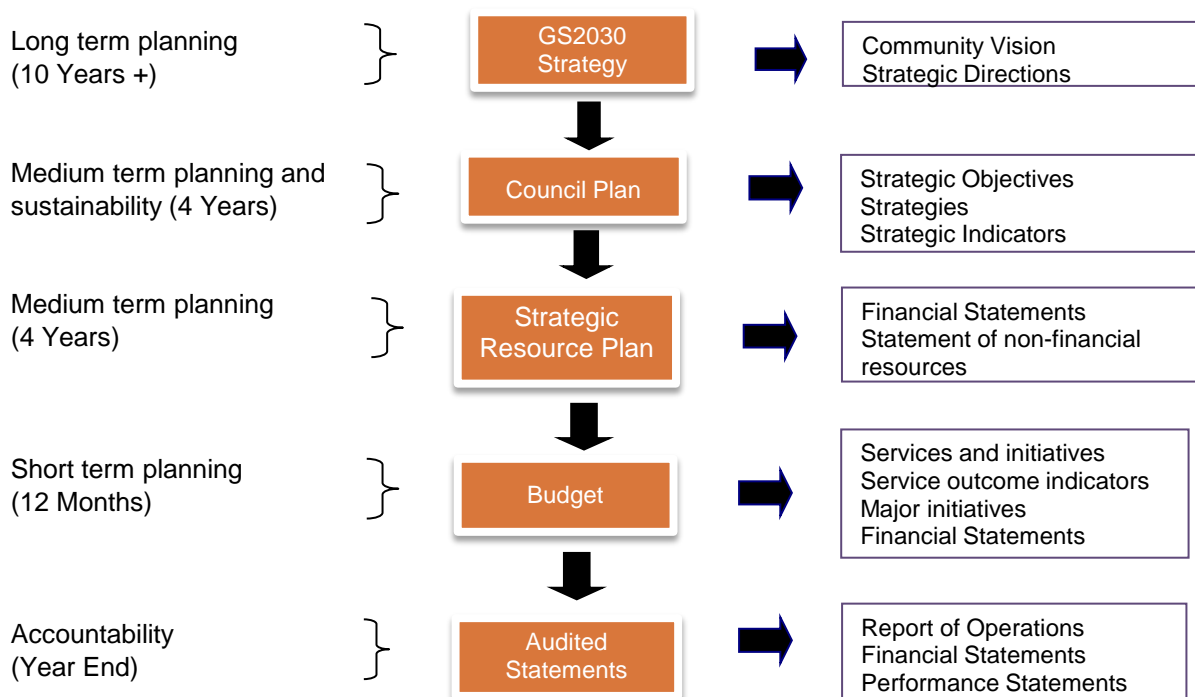 Long term planning
(10 Years +)
GS2030
Strategy
Community Vision
Strategic Directions
Medium term planning and
sustainability (4 Years)
Council Plan
Strategic Objectives
Strategies
Strategic Indicators
Medium term planning
(4 Years)
Strategic
Resource Plan
Financial Statements
Statement of non-financial
resources
Short term planning
(12 Months)
Budget
Services and initiatives
Service outcome indicators
Major initiatives
Financial Statements
Accountability
(Year End)
Audited
Statements
Report of Operations
Financial Statements
Performance Statements